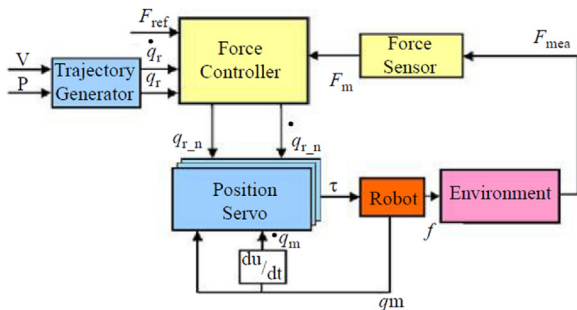 F_ref
Force
Controller
Force
Sensor
F_mea
F_m
V
P
Trajectory
Generator
q̇_r
q_r
q_r_n
q̇_r_n
Position
Servo
τ
Robot
f
Environment
q̇_m
du/dt
qm